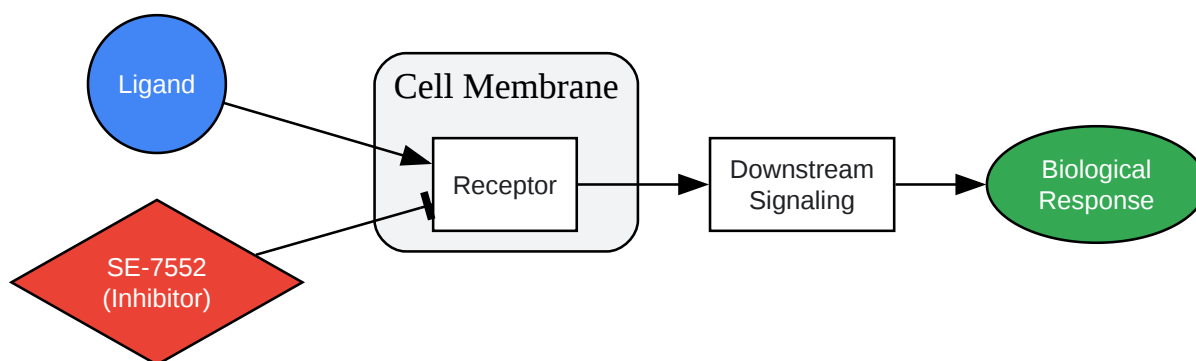 Ligand
Cell Membrane
Receptor
Downstream
Signaling
Biological
Response
SE-7552
(Inhibitor)